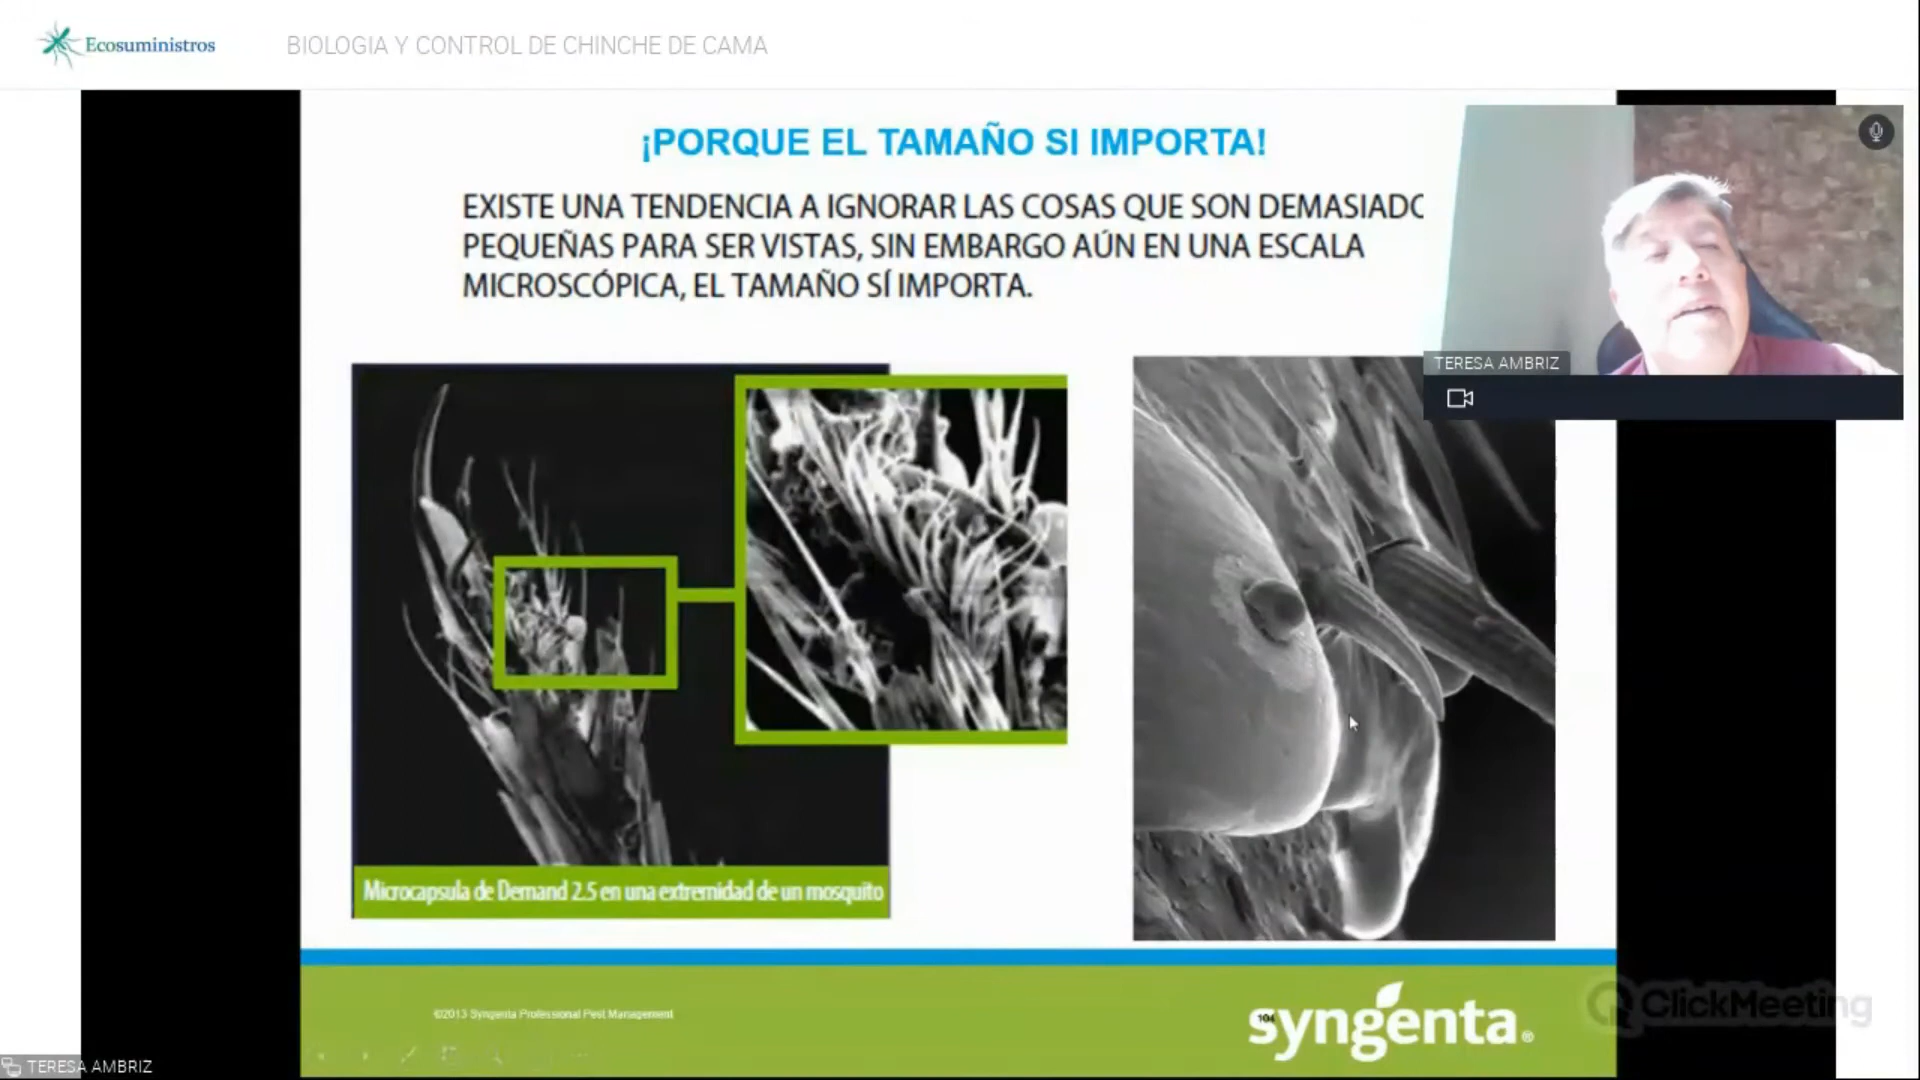 Ecosuministros
BIOLOGIA Y CONTROL DE CHINCHE DE CAMA
¡PORQUE EL TAMAÑO SI IMPORTA!
EXISTE UNA TENDENCIA A IGNORAR LAS COSAS QUE SON DEMASIADO
PEQUEÑAS PARA SER VISTAS, SIN EMBARGO AÚN EN UNA ESCALA
MICROSCÓPICA, EL TAMAÑO SÍ IMPORTA.
TERESA AMBRIZ
Microcapsula de Demand 2.5 en una extremidad de un mosquito
©2013 Syngenta Professional Pest Management
104
syngenta®
ClickMeeting
TERESA AMBRIZ